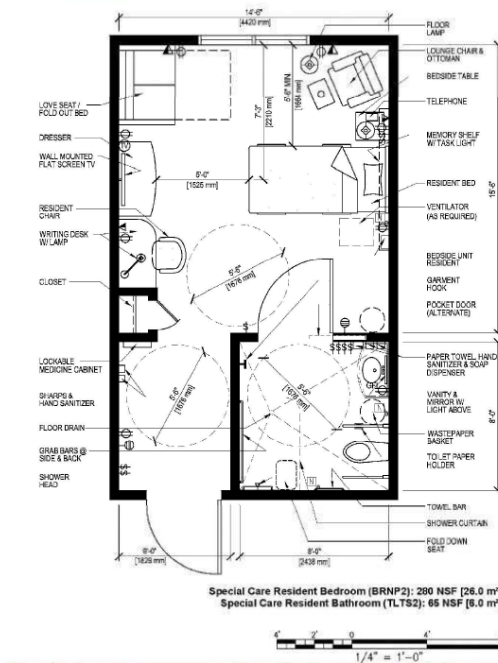 14'-6"
[4420 mm]
FLOOR
LAMP
LOUNGE CHAIR &
OTTOMAN
BEDSIDE TABLE
TELEPHONE
MEMORY SHELF
W/TASK LIGHT
RESIDENT BED
VENTILATOR
(AS REQUIRED)
BEDSIDE UNIT
RESIDENT
GARMENT
HOOK
POCKET DOOR
(ALTERNATE)
PAPER TOWEL, HAND
SANITIZER & SOAP
DISPENSER
VANITY &
MIRROR W/
LIGHT ABOVE
WASTEPAPER
BASKET
TOILET PAPER
HOLDER
TOWEL BAR
SHOWER CURTAIN
FOLD DOWN
SEAT
LOVE SEAT /
FOLD OUT BED
DRESSER
WALL MOUNTED
FLAT SCREEN TV
RESIDENT
CHAIR
WRITING DESK
W/ LAMP
CLOSET
LOCKABLE
MEDICINE CABINET
SHARPS &
HAND SANITIZER
FLOOR DRAIN
GRAB BARS @
SIDE & BACK
SHOWER
HEAD
7'-3"
[2210 mm]
5'-6" MIN.
15'-6"
[1525 mm]
5'-6"
[1676 mm]
5'-6"
[1676 mm]
[1676 mm]
8'-0"
N
6'-0"
[1829 mm]
8'-0"
[2438 mm]
Special Care Resident Bedroom (BRNP2): 280 NSF [26.0 m²
Special Care Resident Bathroom (TLTS2): 65 NSF [6.0 m²
4' 2' 0 4'
1/4" = 1'-0"